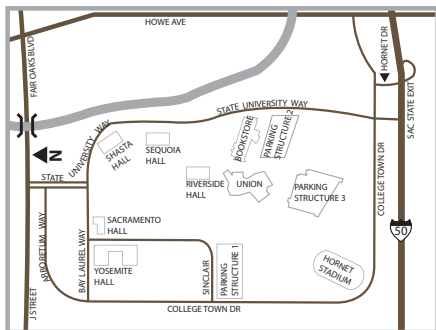 HOWE AVE
FAIR OAKS BLVD
HORNET DR
SAC STATE EXIT
STATE UNIVERSITY WAY
N
STATE UNIVERSITY WAY
SHASTA
HALL
SEQUOIA
HALL
BOOKSTORE
PARKING
STRUCTURE 2
COLLEGE TOWN DR
RIVERSIDE
HALL
UNION
PARKING
STRUCTURE 3
ARBORETUM WAY
BAY LAUREL WAY
SACRAMENTO
HALL
50
YOSEMITE
HALL
SINCLAIR
PARKING
STRUCTURE 1
HORNET
STADIUM
J STREET
COLLEGE TOWN DR